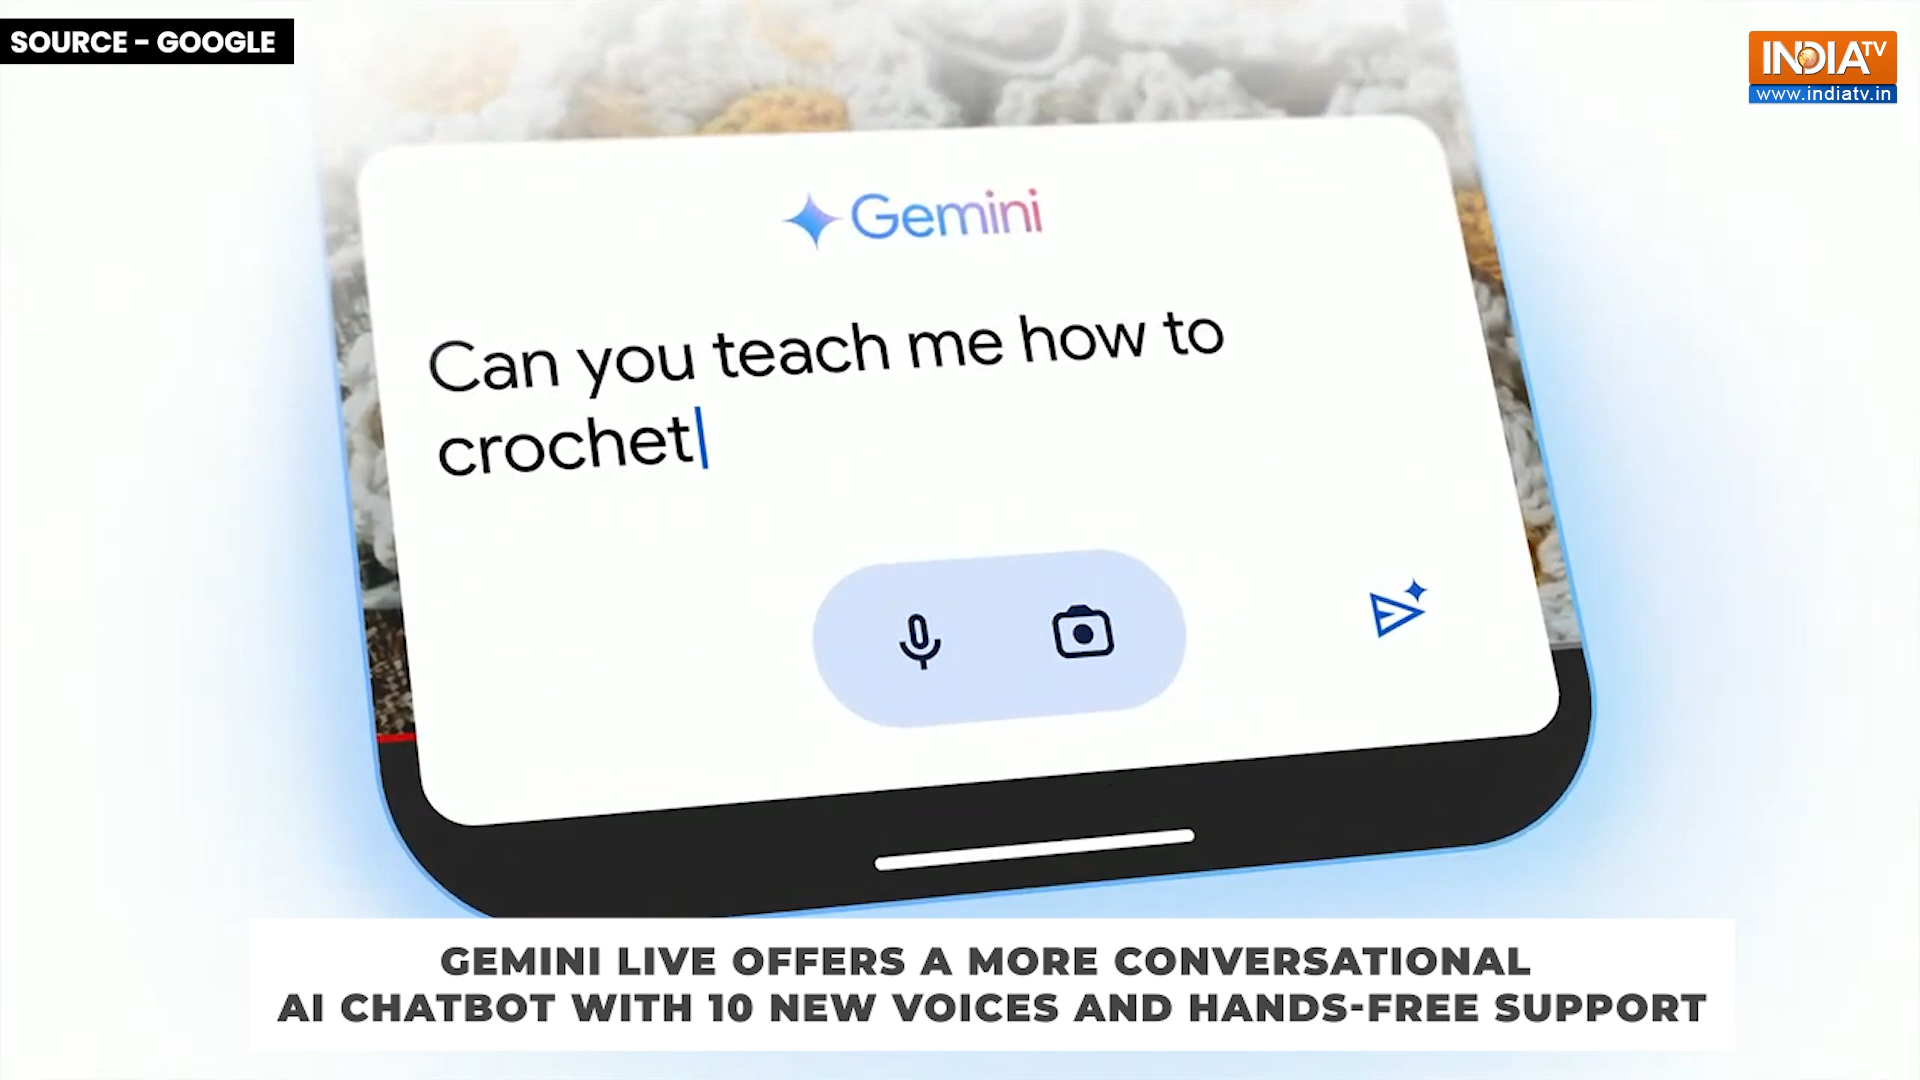 SOURCE - GOOGLE
INDIA TV
www.indiatv.in
Gemini
Can you teach me how to
crochet
GEMINI LIVE OFFERS A MORE CONVERSATIONAL
AI CHATBOT WITH 10 NEW VOICES AND HANDS-FREE SUPPORT